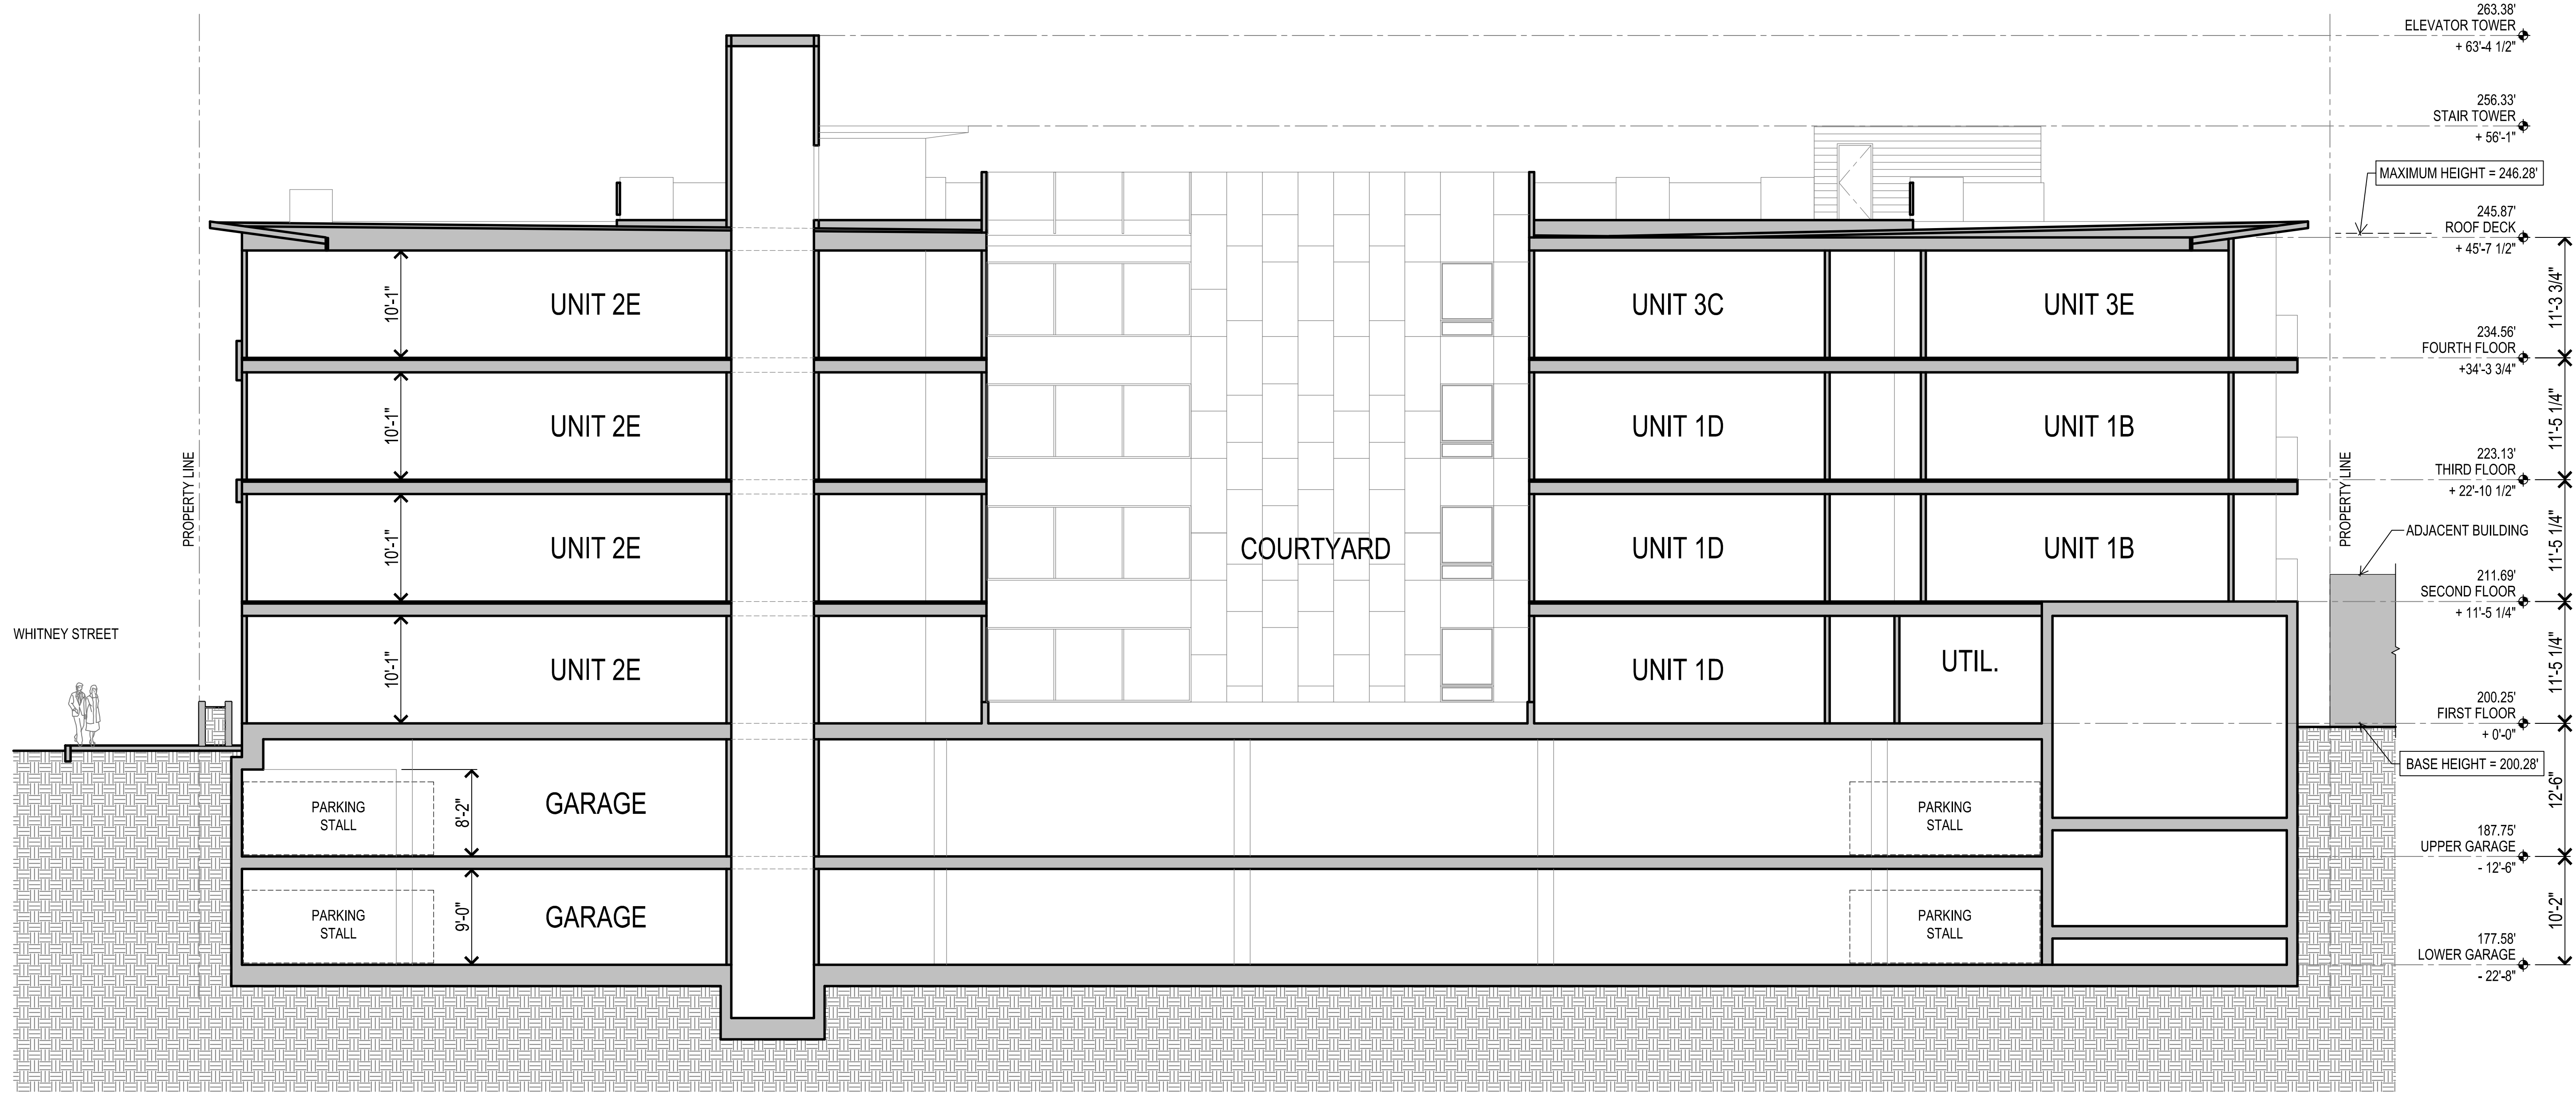 263.38'
ELEVATOR TOWER
+ 63'-4 1/2"
256.33'
STAIR TOWER
+ 56'-1"
MAXIMUM HEIGHT = 246.28'
245.87'
ROOF DECK
+ 45'-7 1/2"
10'-1"
UNIT 2E
UNIT 3C
UNIT 3E
11'-3 3/4"
234.56'
FOURTH FLOOR
+34'-3 3/4"
10'-1"
UNIT 2E
UNIT 1D
UNIT 1B
11'-5 1/4"
PROPERTY LINE
PROPERTY LINE
223.13'
THIRD FLOOR
+ 22'-10 1/2"
ADJACENT BUILDING
10'-1"
UNIT 2E
COURTYARD
UNIT 1D
UNIT 1B
11'-5 1/4"
211.69'
SECOND FLOOR
+ 11'-5 1/4"
WHITNEY STREET
10'-1"
UNIT 2E
UNIT 1D
UTIL.
11'-5 1/4"
200.25'
FIRST FLOOR
+ 0'-0"
BASE HEIGHT = 200.28'
PARKING
STALL
8'-2"
GARAGE
PARKING
STALL
12'-6"
187.75'
UPPER GARAGE
- 12'-6"
PARKING
STALL
9'-0"
GARAGE
PARKING
STALL
10'-2"
177.58'
LOWER GARAGE
- 22'-8"